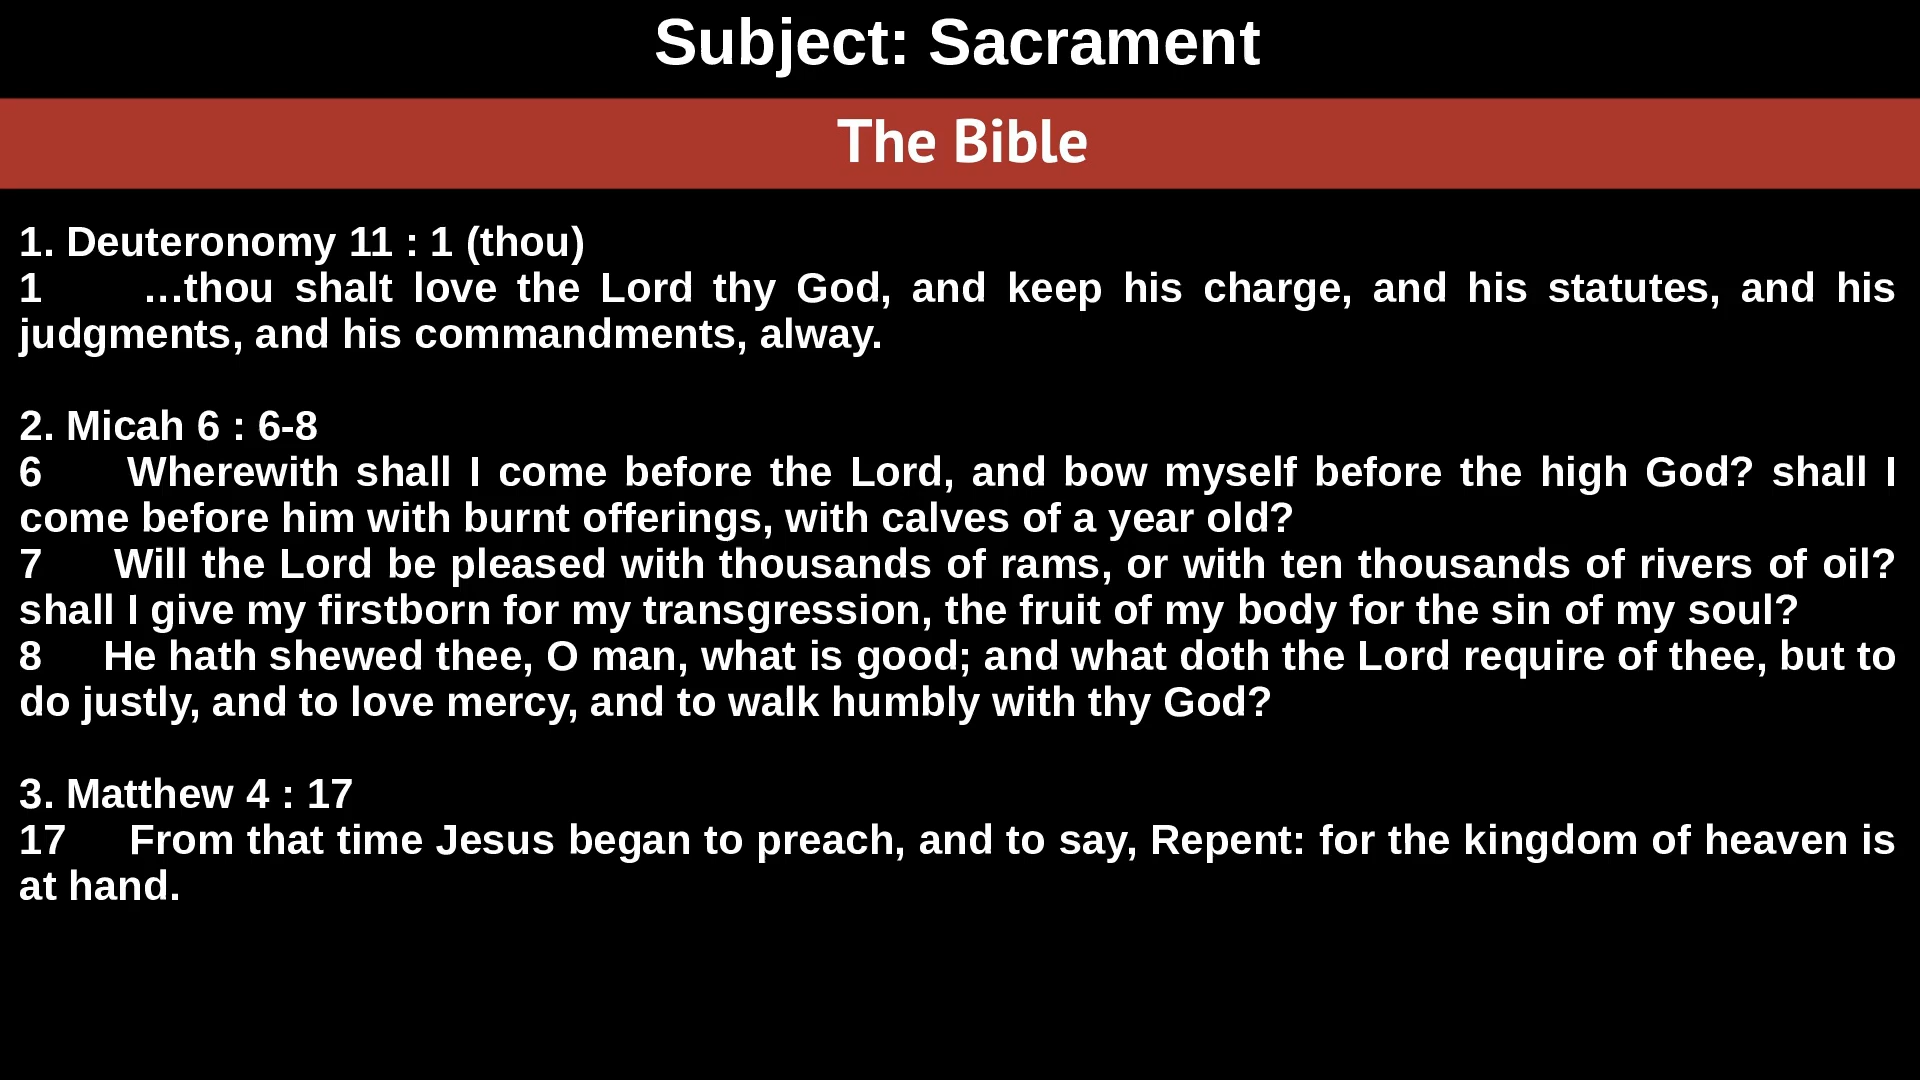 Subject: Sacrament
The Bible
1. Deuteronomy 11 : 1 (thou)
1 …thou shalt love the Lord thy God, and keep his charge, and his statutes, and his
judgments, and his commandments, alway.
2. Micah 6 : 6-8
6 Wherewith shall I come before the Lord, and bow myself before the high God? shall I
come before him with burnt offerings, with calves of a year old?
7 Will the Lord be pleased with thousands of rams, or with ten thousands of rivers of oil?
shall I give my firstborn for my transgression, the fruit of my body for the sin of my soul?
8 He hath shewed thee, O man, what is good; and what doth the Lord require of thee, but to
do justly, and to love mercy, and to walk humbly with thy God?
3. Matthew 4 : 17
17 From that time Jesus began to preach, and to say, Repent: for the kingdom of heaven is
at hand.